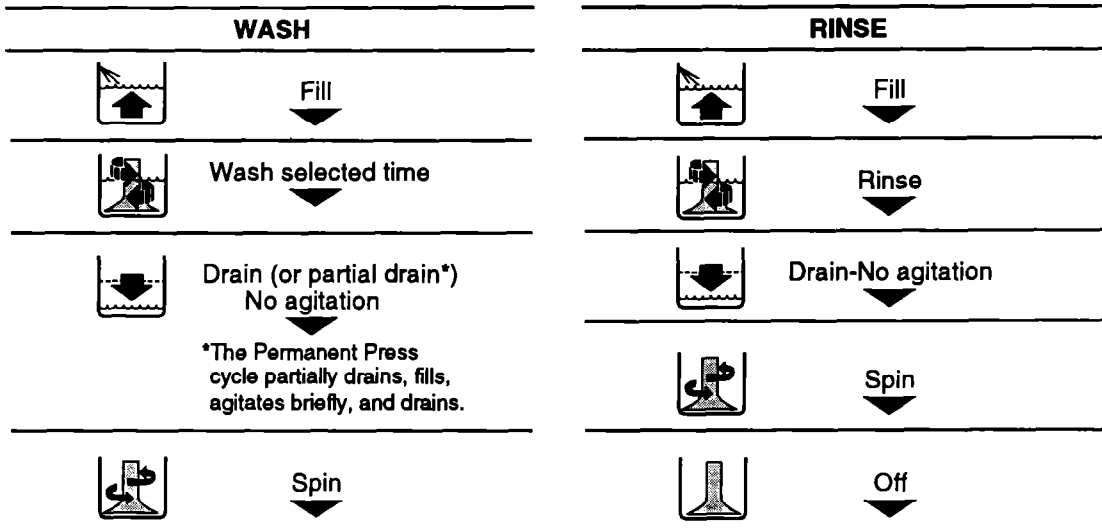 WASH
Fill
Wash selected time
Drain (or partial drain*)
No agitation
*The Permanent Press
cycle partially drains, fills,
agitates briefly, and drains.
Spin
RINSE
Fill
Rinse
Drain-No agitation
Spin
Off